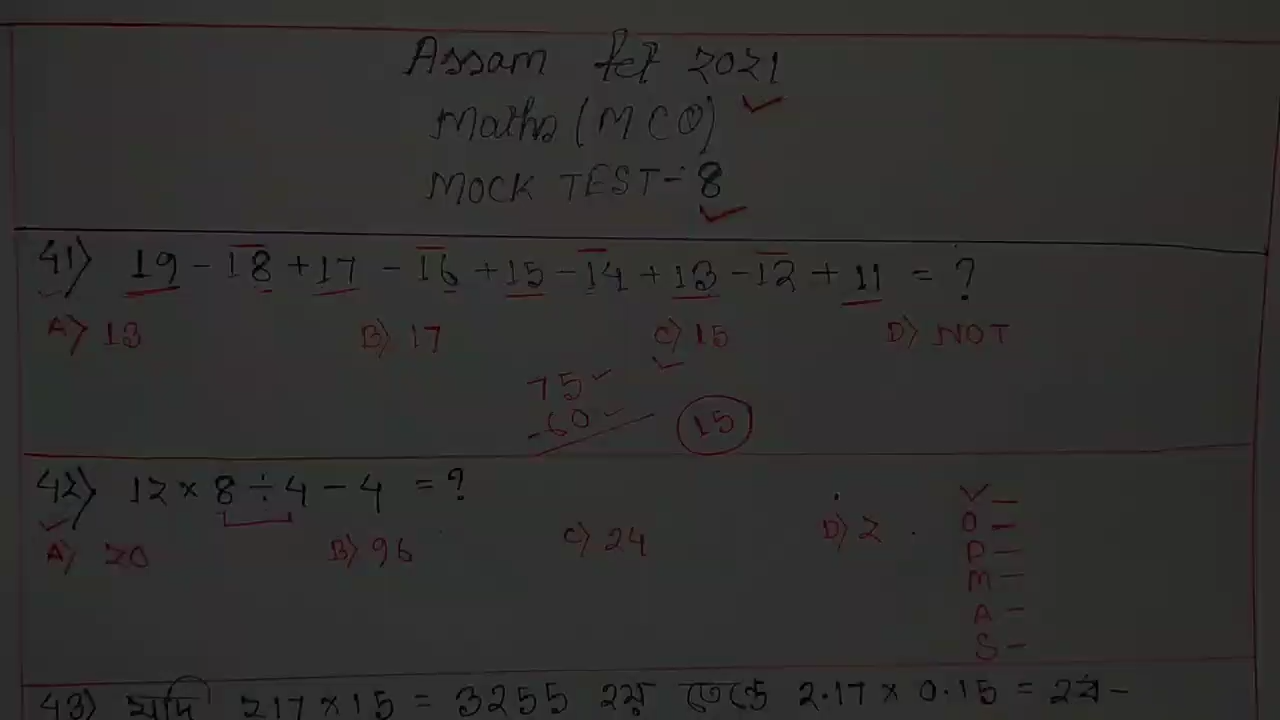 Assam Tet 2021
Maths (MCQ)
MOCK TEST-8
41) 19 - 18 + 17 - 16 + 15 - 14 + 13 - 12 + 11 = ?
A) 13 B) 17 C) 15 D) NOT
75
-60 15
42) 12 × 8 ÷ 4 - 4 = ?
A) 20 B) 96 C) 24 D) 2
V -
O -
D -
M -
A -
S -
43) যদি 217 × 15 = 3255 হয় তেন্তে 2.17 × 0.15 = হব -